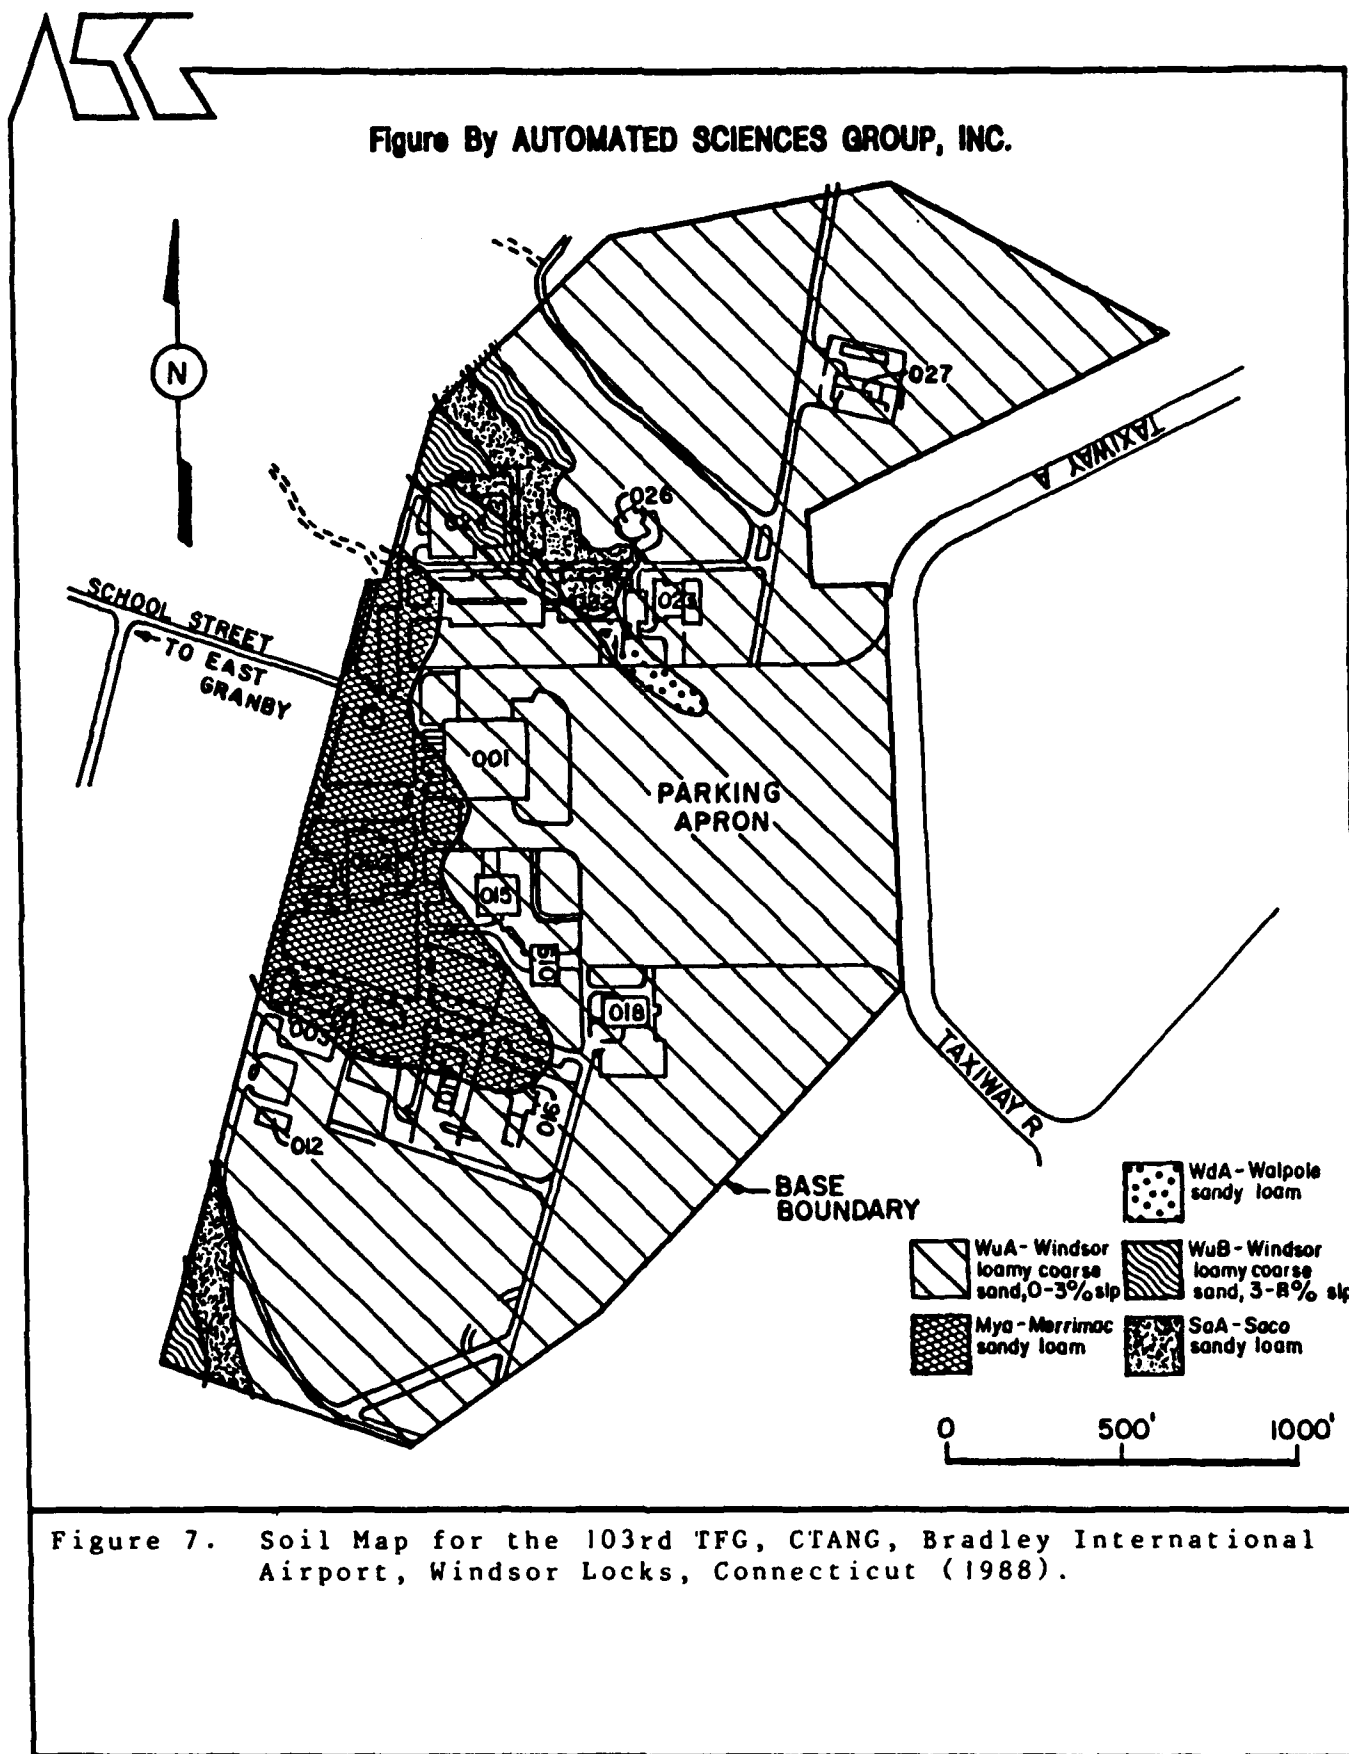 ASC
Figure By AUTOMATED SCIENCES GROUP, INC.
N
027
TAXIWAY A
026
023
SCHOOL STREET
TO EAST
GRANBY
001
PARKING
APRON
015
019
018
003
TAXIWAY R
016
012
BASE
BOUNDARY
WdA-Walpole
sandy loam
WuA-Windsor
loamy coarse
sand, 0-3% slp
WuB-Windsor
loamy coarse
sand, 3-8% slp
Mya-Merrimac
sandy loam
SaA-Saco
sandy loam
0 500' 1000'
Figure 7. Soil Map for the 103rd TFG, CTANG, Bradley International
Airport, Windsor Locks, Connecticut (1988).